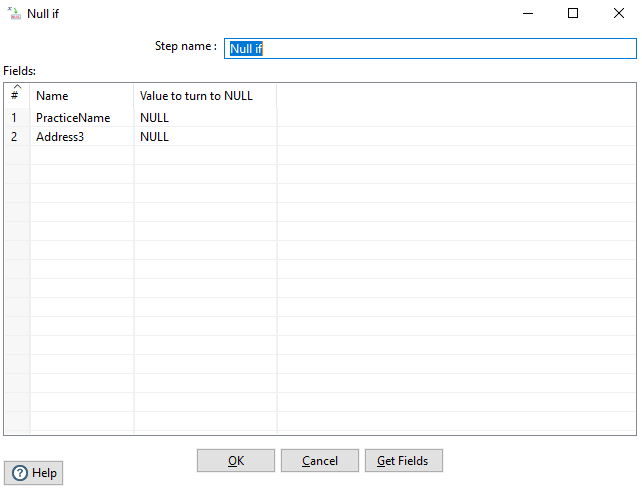 Null if
Step name :
Null if
Fields:
# Name Value to turn to NULL
1 PracticeName NULL
2 Address3 NULL
OK Cancel Get Fields
Help